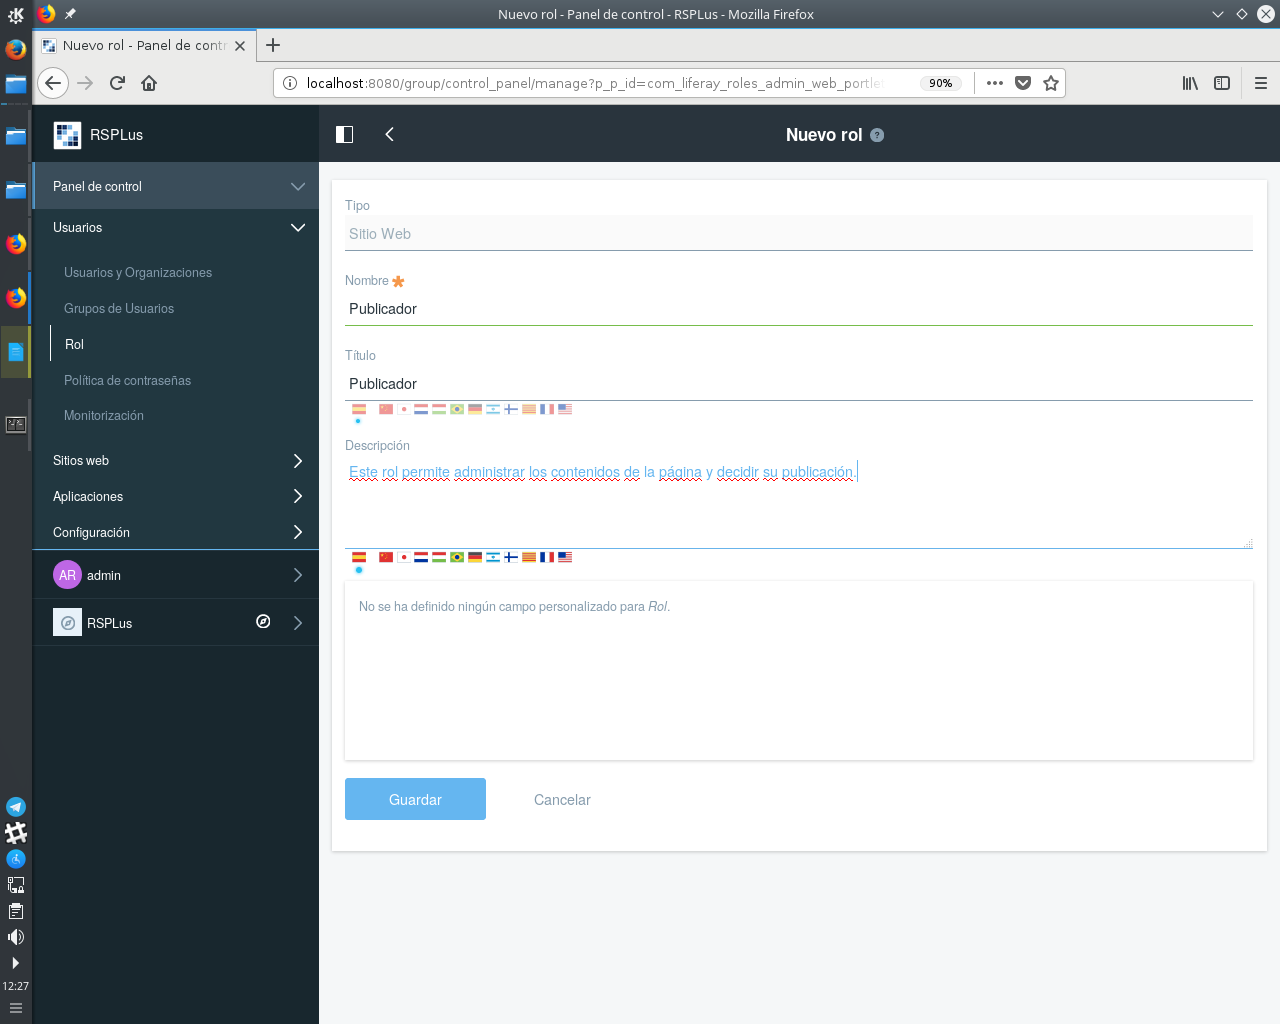 Nuevo rol - Panel de control - RSPLus - Mozilla Firefox
Nuevo rol - Panel de contr
localhost:8080/group/control_panel/manage?p_p_id=com_liferay_roles_admin_web_portle
90%
RSPLus
Nuevo rol
Panel de control
Usuarios
Usuarios y Organizaciones
Grupos de Usuarios
Rol
Política de contraseñas
Monitorización
Sitios web
Aplicaciones
Configuración
AR admin
RSPLus
Tipo
Sitio Web
Nombre
Publicador
Título
Publicador
Descripción
Este rol permite administrar los contenidos de la página y decidir su publicación.
No se ha definido ningún campo personalizado para Rol.
Guardar Cancelar
12:27